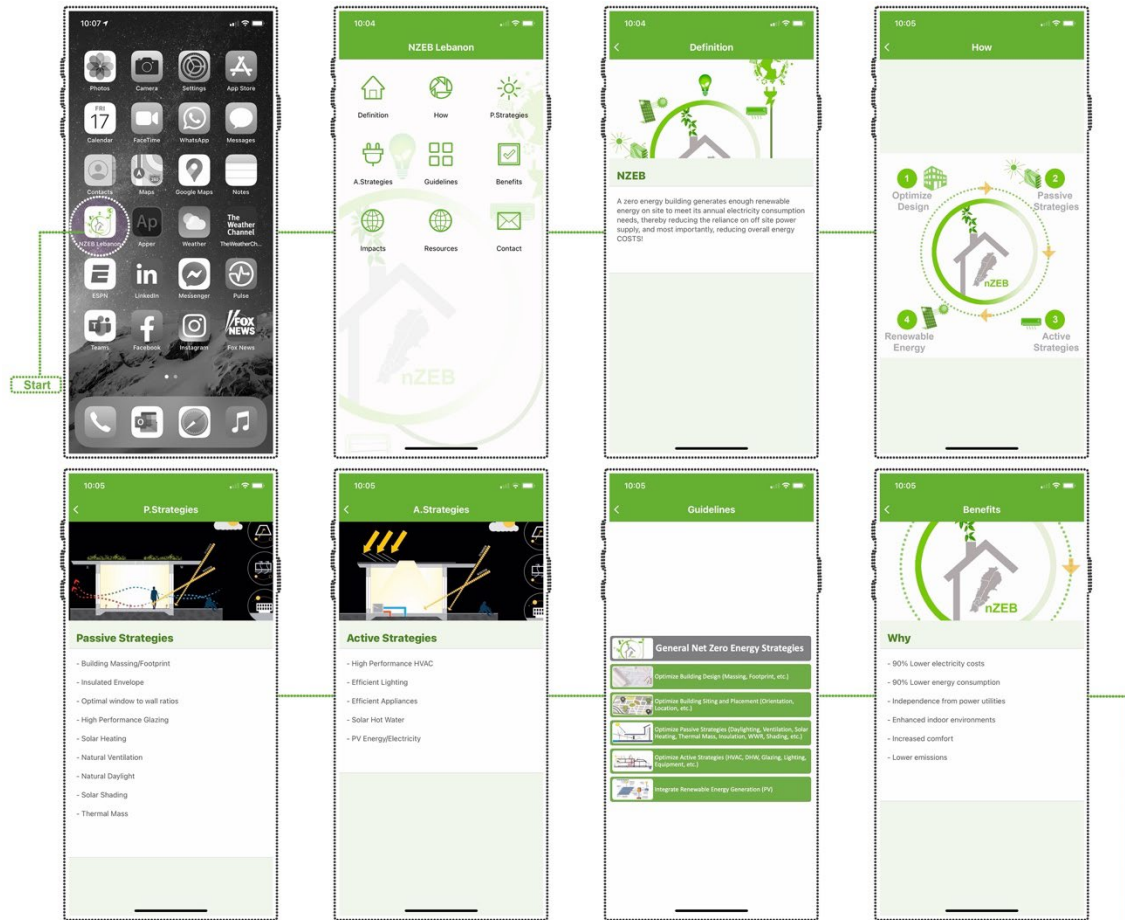 Start
10:07
Photos
Camera
Settings
App Store
FRI
17
Calendar
FaceTime
WhatsApp
Messages
Contacts
Maps
Google Maps
Notes
NZEB Lebanon
Ap
Apper
Weather
The
Weather
Channel
TheWeatherCh...
ESPN
LinkedIn
Messenger
Pulse
Teams
Facebook
Instagram
FOX
NEWS
Fox News
10:04
NZEB Lebanon
Definition
How
P.Strategies
A.Strategies
Guidelines
Benefits
Impacts
Resources
Contact
nZEB
10:04
Definition
NZEB
A zero energy building generates enough renewable
energy on site to meet its annual electricity consumption
needs, thereby reducing the reliance on off site power
supply, and most importantly, reducing overall energy
COSTS!
10:05
How
1
Optimize
Design
2
Passive
Strategies
nZEB
4
Renewable
Energy
3
Active
Strategies
10:05
P.Strategies
Passive Strategies
- Building Massing/Footprint
- Insulated Envelope
- Optimal window to wall ratios
- High Performance Glazing
- Solar Heating
- Natural Ventilation
- Natural Daylight
- Solar Shading
- Thermal Mass
10:05
A.Strategies
Active Strategies
- High Performance HVAC
- Efficient Lighting
- Efficient Appliances
- Solar Hot Water
- PV Energy/Electricity
10:05
Guidelines
General Net Zero Energy Strategies
Optimize Building Design (Massing, Footprint, etc.)
Optimize Building Siting and Placement (Orientation,
Location, etc.)
Optimize Passive Strategies (Daylighting, Ventilation, Solar
Heating, Thermal Mass, Insulation, WWR, Shading, etc.)
Optimize Active Strategies (HVAC, DHW, Glazing, Lighting,
Equipment, etc.)
Integrate Renewable Energy Generation (PV)
10:05
Benefits
nZEB
Why
- 90% Lower electricity costs
- 90% Lower energy consumption
- Independence from power utilities
- Enhanced indoor environments
- Increased comfort
- Lower emissions